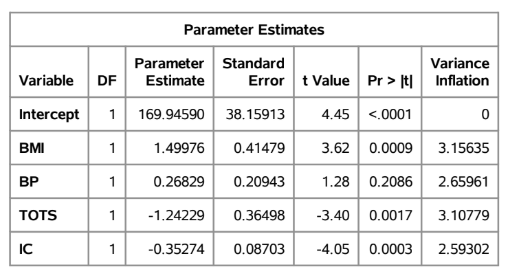 Parameter Estimates
Variable DF Parameter Estimate Standard Error t Value Pr > |t| Variance Inflation
Intercept 1 169.94590 38.15913 4.45 <.0001 0
BMI 1 1.49976 0.41479 3.62 0.0009 3.15635
BP 1 0.26829 0.20943 1.28 0.2086 2.65961
TOTS 1 -1.24229 0.36498 -3.40 0.0017 3.10779
IC 1 -0.35274 0.08703 -4.05 0.0003 2.59302